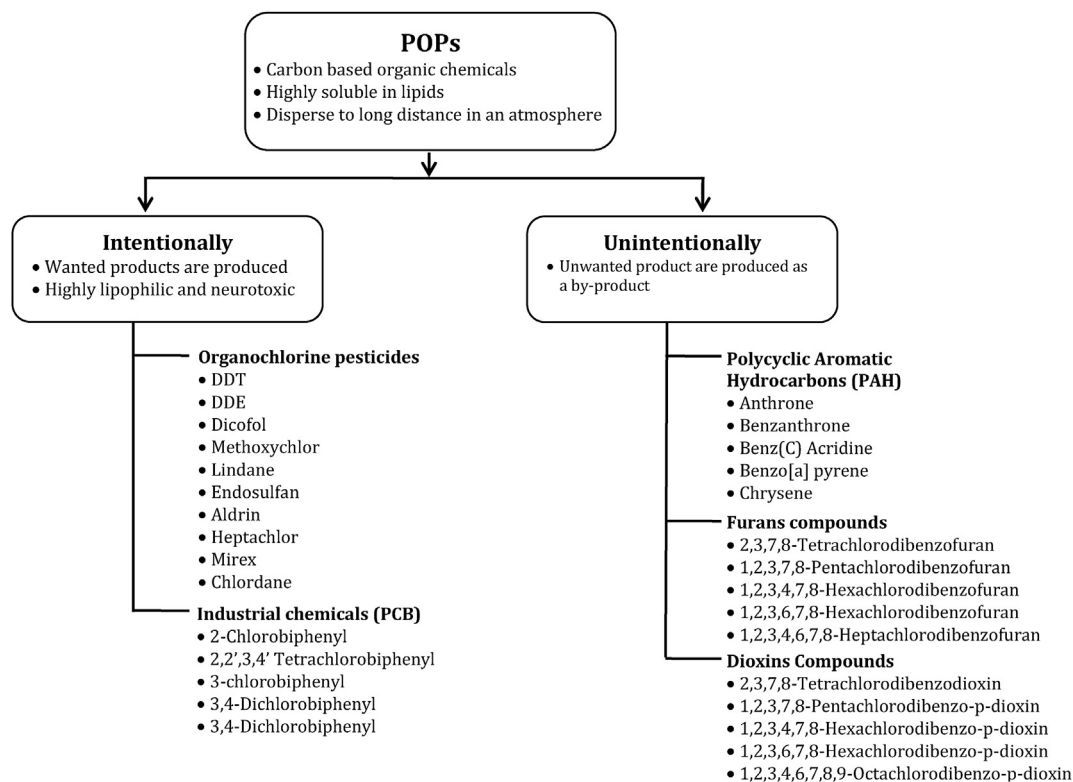 POPs
• Carbon based organic chemicals
• Highly soluble in lipids
• Disperse to long distance in an atmosphere
Intentionally
• Wanted products are produced
• Highly lipophilic and neurotoxic
Organochlorine pesticides
• DDT
• DDE
• Dicofol
• Methoxychlor
• Lindane
• Endosulfan
• Aldrin
• Heptachlor
• Mirex
• Chlordane
Industrial chemicals (PCB)
• 2-Chlorobiphenyl
• 2,2’,3,4’ Tetrachlorobiphenyl
• 3-chlorobiphenyl
• 3,4-Dichlorobiphenyl
• 3,4-Dichlorobiphenyl
Unintentionally
• Unwanted product are produced as
a by-product
Polycyclic Aromatic
Hydrocarbons (PAH)
• Anthrone
• Benzanthrone
• Benz(C) Acridine
• Benzo[a] pyrene
• Chrysene
Furans compounds
• 2,3,7,8-Tetrachlorodibenzofuran
• 1,2,3,7,8-Pentachlorodibenzofuran
• 1,2,3,4,7,8-Hexachlorodibenzofuran
• 1,2,3,6,7,8-Hexachlorodibenzofuran
• 1,2,3,4,6,7,8-Heptachlorodibenzofuran
Dioxins Compounds
• 2,3,7,8-Tetrachlorodibenzodioxin
• 1,2,3,7,8-Pentachlorodibenzo-p-dioxin
• 1,2,3,4,7,8-Hexachlorodibenzo-p-dioxin
• 1,2,3,6,7,8-Hexachlorodibenzo-p-dioxin
• 1,2,3,4,6,7,8,9-Octachlorodibenzo-p-dioxin